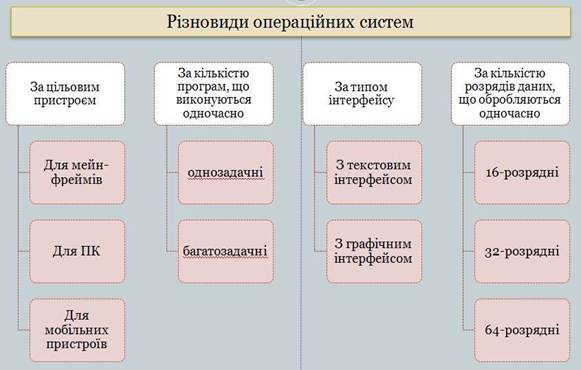 Різновиди операційних систем
За цільовим
пристроєм
Для мейн-
фреймів
Для ПК
Для
мобільних
пристроїв
За кількістю
програм, що
виконуються
одночасно
однозадачні
багатозадачні
За типом
інтерфейсу
З текстовим
інтерфейсом
З графічним
інтерфейсом
За кількістю
розрядів даних,
що обробляються
одночасно
16-розрядні
32-розрядні
64-розрядні